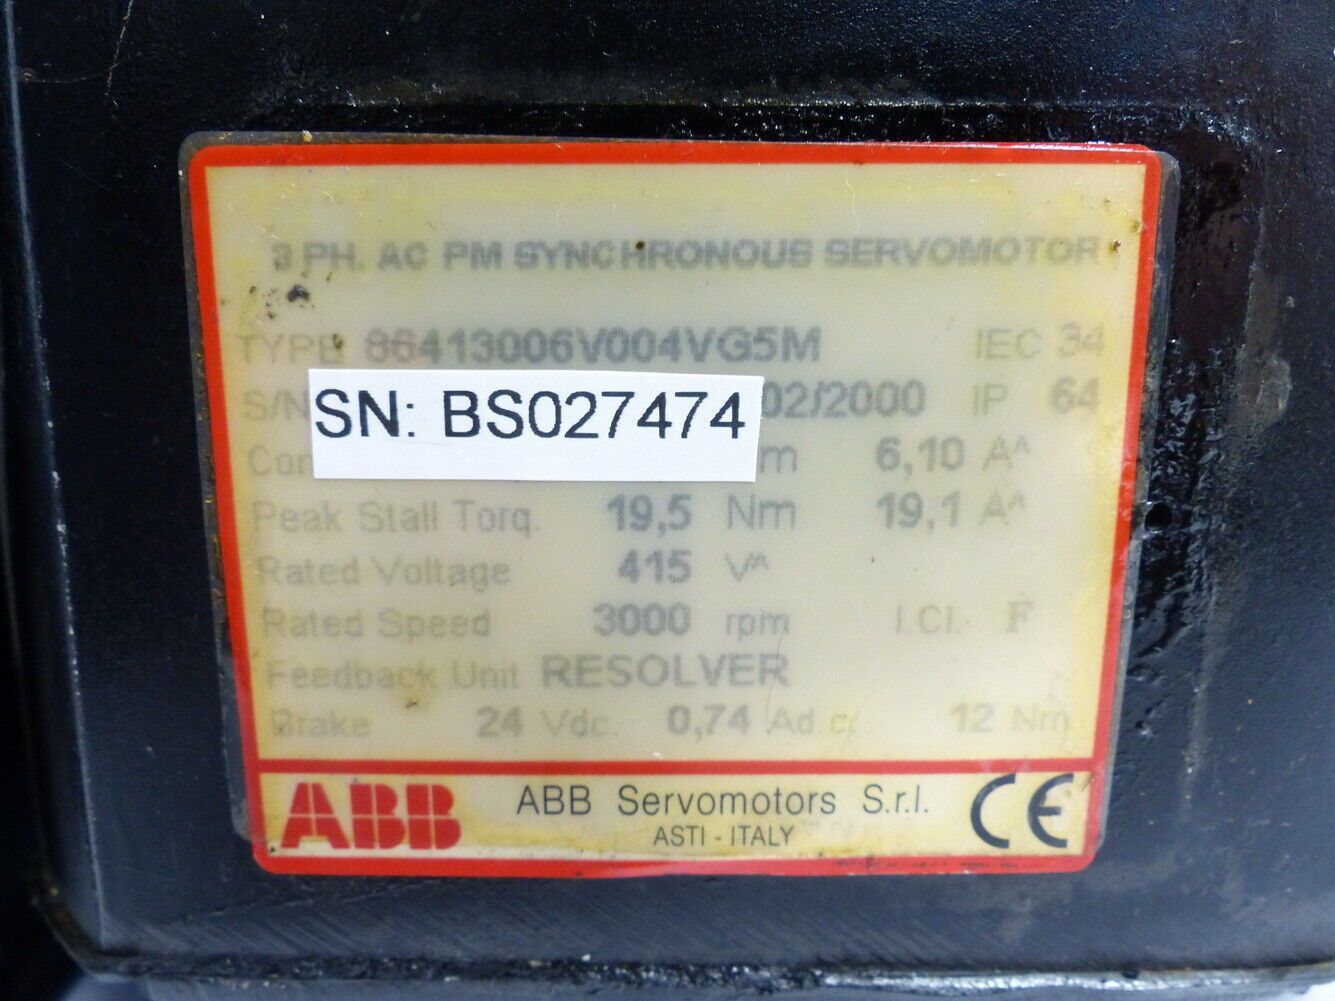 3 PH. AC PM SYNCHRONOUS SERVOMOTOR
TYPE 86413006V004VG5M IEC 34
S/N SN: BS027474 02/2000 IP 64
Con m 6,10 A^
Peak Stall Torq. 19,5 Nm 19,1 A^
Rated Voltage 415 V^
Rated Speed 3000 rpm I.Cl. F
Feedback Unit RESOLVER
Brake 24 Vdc. 0,74 Ad.c. 12 Nm
ABB ABB Servomotors S.r.l. CE
ASTI - ITALY